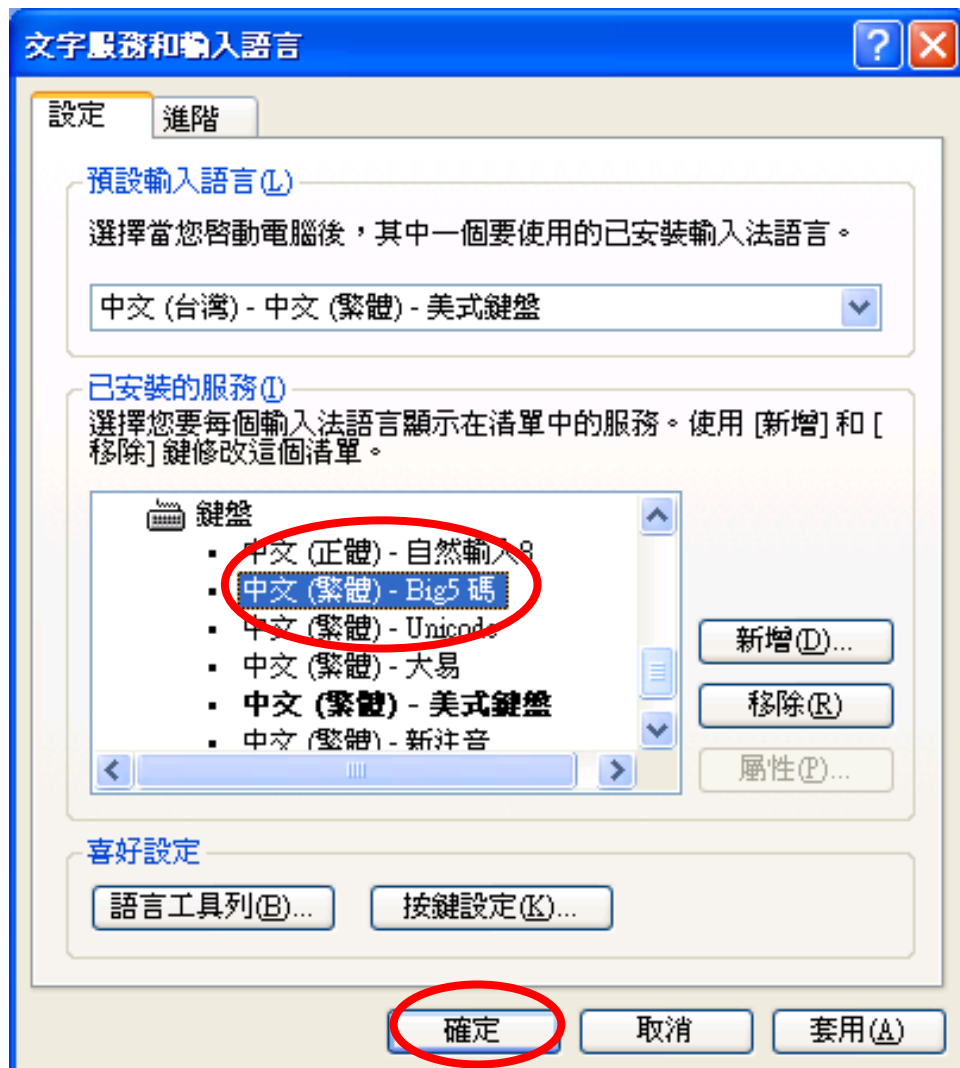 文字服務和輸入語言
設定
進階
預設輸入語言(L)
選擇當您啓動電腦後，其中一個要使用的已安裝輸入法語言。
中文 (台灣) - 中文 (繁體) - 美式鍵盤
已安裝的服務(I)
選擇您要每個輸入法語言顯示在清單中的服務。使用 [新增] 和 [
移除] 鍵修改這個清單。
鍵盤
中文 (正體) - 自然輸入8
中文 (繁體) - Big5 碼
中文 (繁體) - Unicode
中文 (繁體) - 大易
中文 (繁體) - 美式鍵盤
中文 (繁體) - 新注音
新增(D)...
移除(R)
屬性(P)...
喜好設定
語言工具列(B)...
按鍵設定(K)...
確定
取消
套用(A)